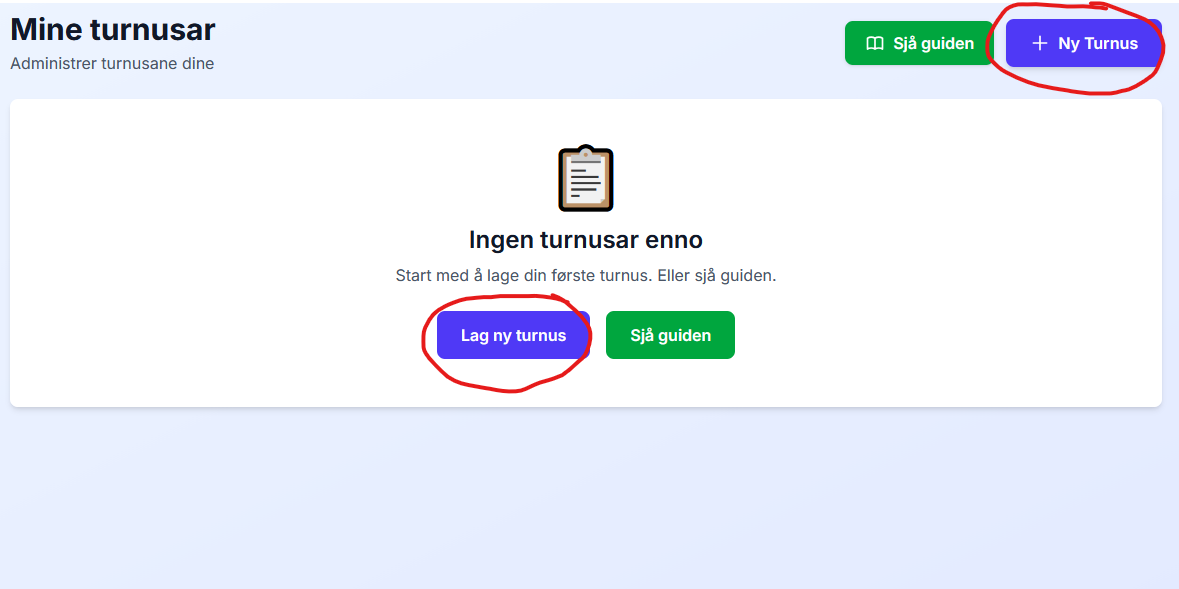 Mine turnusar
Administrer turnusane dine
Sjå guiden
Ny Turnus
Ingen turnusar enno
Start med å lage din første turnus. Eller sjå guiden.
Lag ny turnus
Sjå guiden